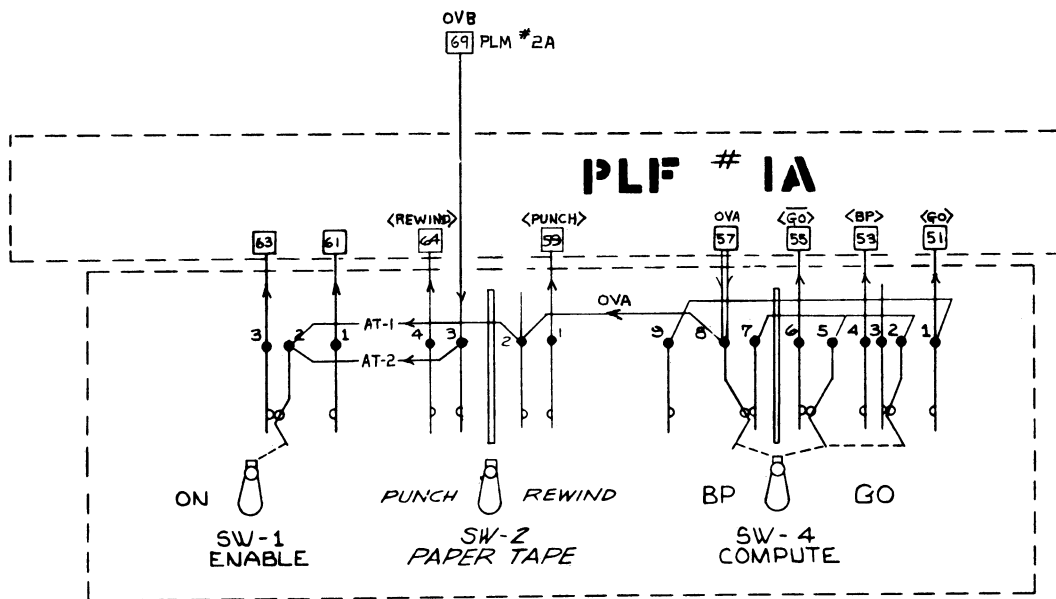 OVB
69 PLM #2A
PLF #1A
<REWIND> <PUNCH> OVA <G̅O̅> <BP> <GO>
63 61 64 59 57 55 53 51
OVA
AT-1
3 2 1 4 3 2 1 9 8 7 6 5 4 3 2 1
AT-2
ON PUNCH REWIND BP GO
SW-1 SW-2 SW-4
ENABLE PAPER TAPE COMPUTE